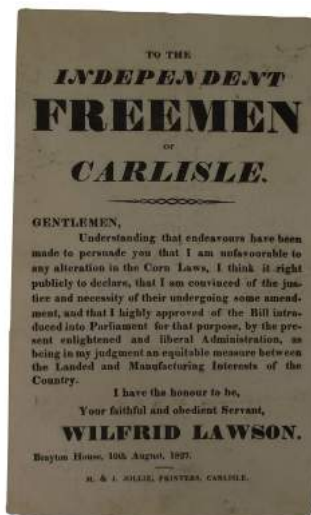 TO THE
INDEPENDENT
FREEMEN
OF
CARLISLE.
GENTLEMEN,
Understanding that endeavours have been
made to persuade you that I am unfavourable to
any alteration in the Corn Laws, I think it right
publicly to declare, that I am convinced of the jus-
tice and necessity of their undergoing some amend-
ment, and that I highly approved of the Bill intro-
duced into Parliament for that purpose, by the pre-
sent enlightened and liberal Administration, as
being in my judgment an equitable measure between
the Landed and Manufacturing Interests of the
Country.
I have the honour to be,
Your faithful and obedient Servant,
WILFRID LAWSON.
Brayton House, 10th August, 1827.
JOLLIE, PRINTERS, CARLISLE.